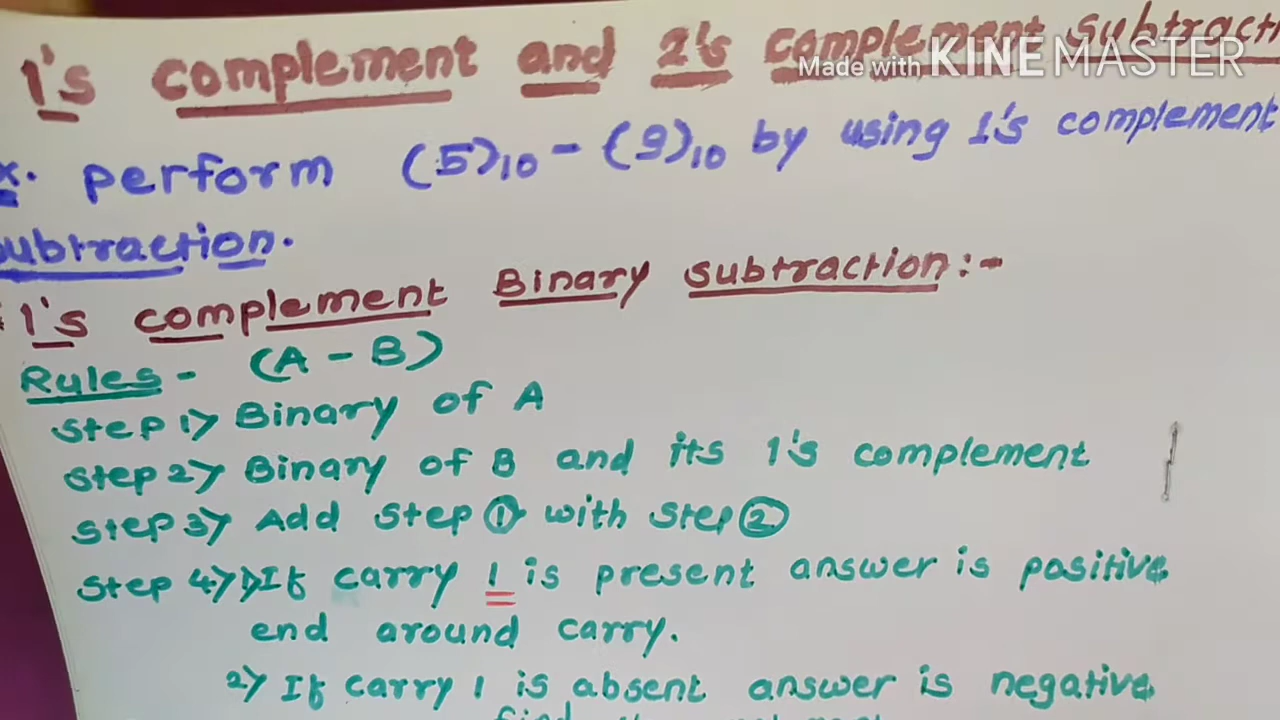 1's complement and 2's complement subtracti
Made with KINEMASTER
x. perform (5)10 - (9)10 by using 1's complement
subtraction.
1's complement Binary subtraction:-
Rules - (A - B)
Step 1> Binary of A
Step 2> Binary of B and its 1's complement
Step 3> Add step ① with step ②
Step 4> 1> If carry 1 is present answer is positive
end around carry.
2> If carry 1 is absent answer is negative
find